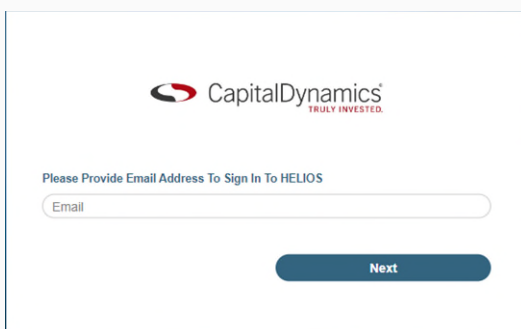 CapitalDynamics®
TRULY INVESTED.
Please Provide Email Address To Sign In To HELIOS
Email
Next